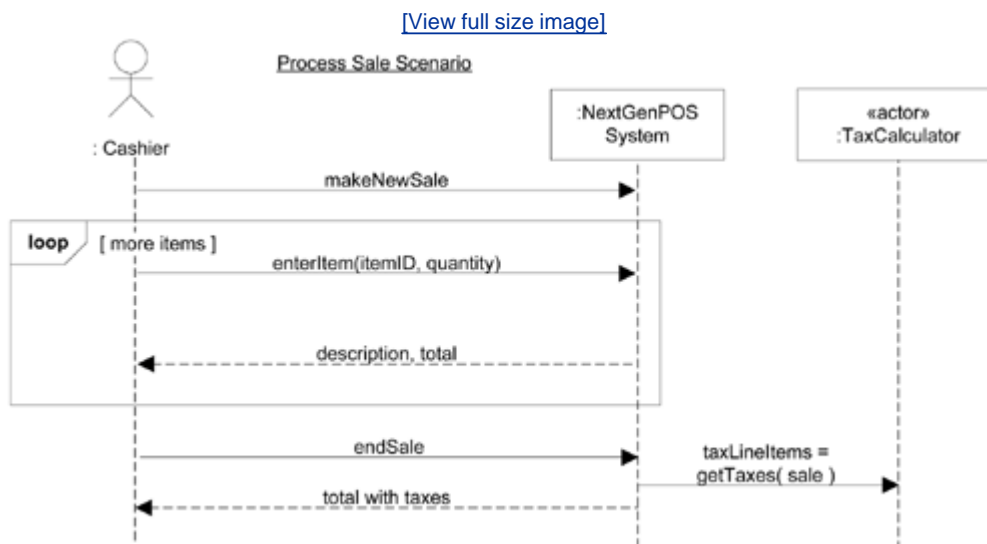 [View full size image]
Process Sale Scenario
: Cashier
:NextGenPOS
System
«actor»
:TaxCalculator
makeNewSale
loop
[ more items ]
enterItem(itemID, quantity)
description, total
endSale
taxLineItems =
getTaxes( sale )
total with taxes